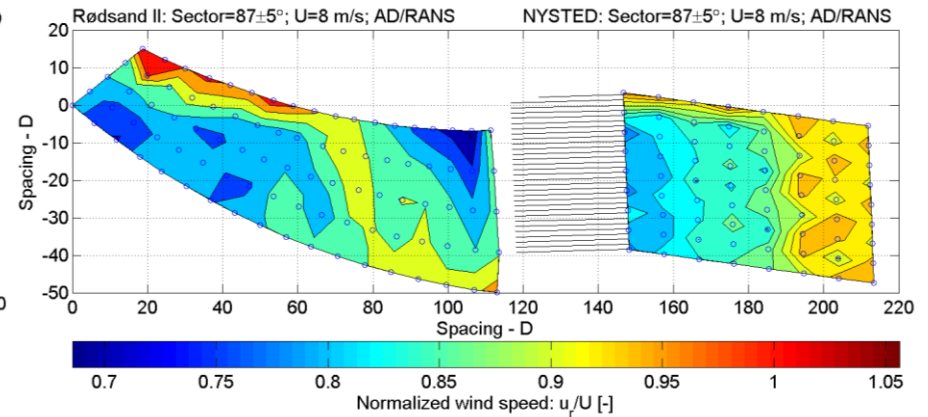 Rødsand II: Sector=87±5°; U=8 m/s; AD/RANS
NYSTED: Sector=87±5°; U=8 m/s; AD/RANS
20
10
0
-10
-20
-30
-40
-50
Spacing - D
0
0 20 40 60 80 100 120 140 160 180 200 220
Spacing - D
0.7 0.75 0.8 0.85 0.9 0.95 1 1.05
Normalized wind speed: u_r/U [-]